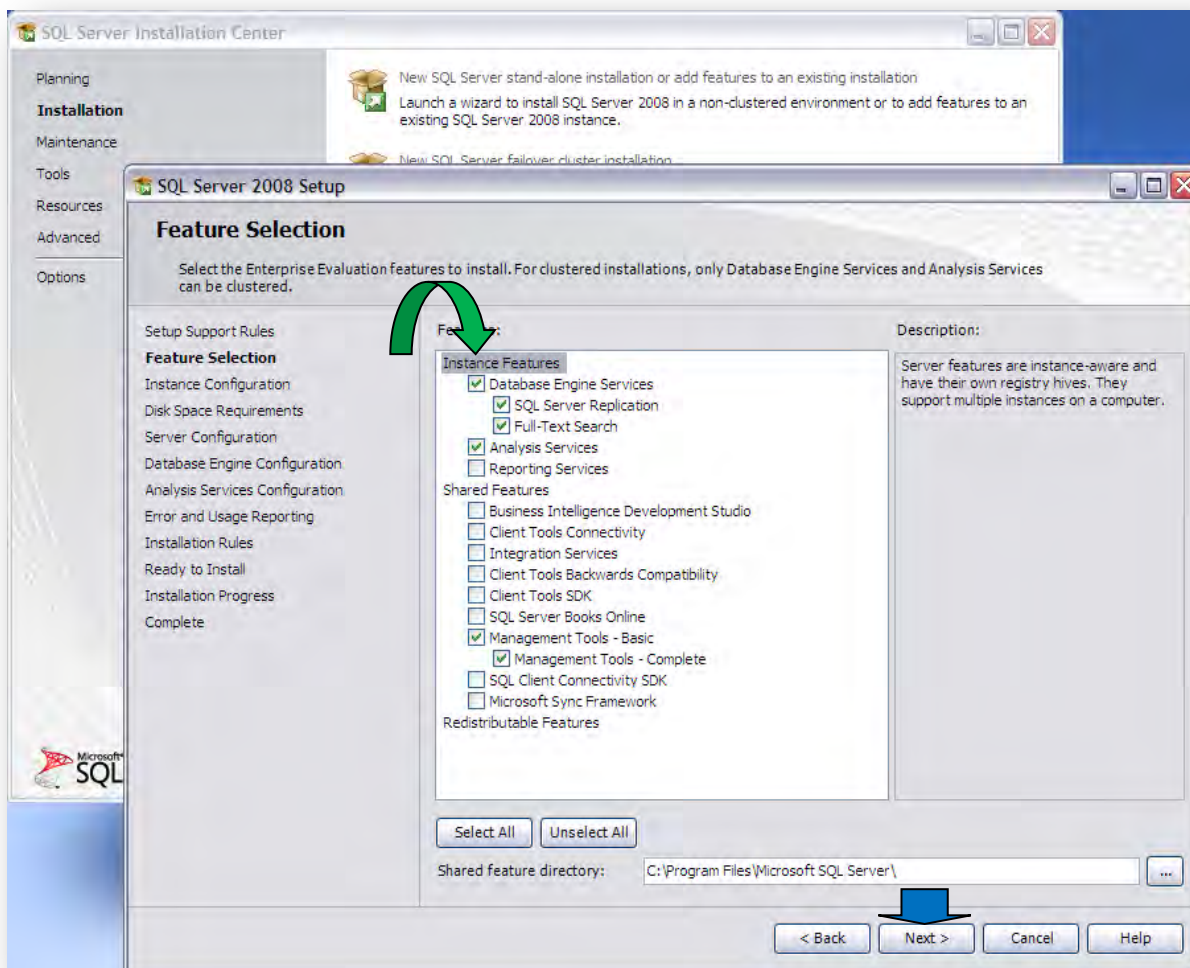 SQL Server Installation Center
Planning
Installation
Maintenance
Tools
Resources
Advanced
Options
New SQL Server stand-alone installation or add features to an existing installation
Launch a wizard to install SQL Server 2008 in a non-clustered environment or to add features to an
existing SQL Server 2008 instance.
New SQL Server failover cluster installation
Microsoft
SQL
SQL Server 2008 Setup
Feature Selection
Select the Enterprise Evaluation features to install. For clustered installations, only Database Engine Services and Analysis Services
can be clustered.
Setup Support Rules
Feature Selection
Instance Configuration
Disk Space Requirements
Server Configuration
Database Engine Configuration
Analysis Services Configuration
Error and Usage Reporting
Installation Rules
Ready to Install
Installation Progress
Complete
Instance Features
Database Engine Services
SQL Server Replication
Full-Text Search
Analysis Services
Reporting Services
Shared Features
Business Intelligence Development Studio
Client Tools Connectivity
Integration Services
Client Tools Backwards Compatibility
Client Tools SDK
SQL Server Books Online
Management Tools - Basic
Management Tools - Complete
SQL Client Connectivity SDK
Microsoft Sync Framework
Redistributable Features
Description:
Server features are instance-aware and
have their own registry hives. They
support multiple instances on a computer.
Select All
Unselect All
Shared feature directory:
C:\Program Files\Microsoft SQL Server\
...
< Back
Next >
Cancel
Help